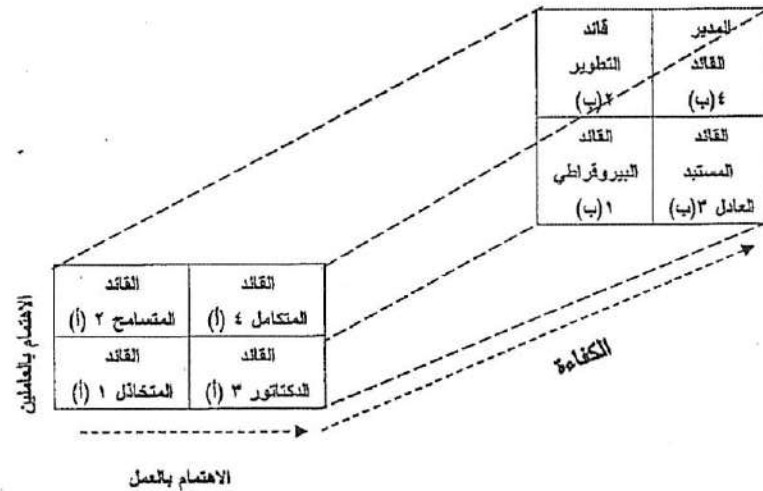 المدير
القائد
٤ (ب)
قائد
التطوير
٢ (ب)
القائد
المستبد
العادل ٣ (ب)
القائد
البيروقراطي
١ (ب)
القائد
المتكامل ٤ (أ)
القائد
المتسامح ٢ (أ)
القائد
الدكتاتور ٣ (أ)
القائد
المتخاذل ١ (أ)
الاهتمام بالعاملين
الاهتمام بالعمل
الكفاءة